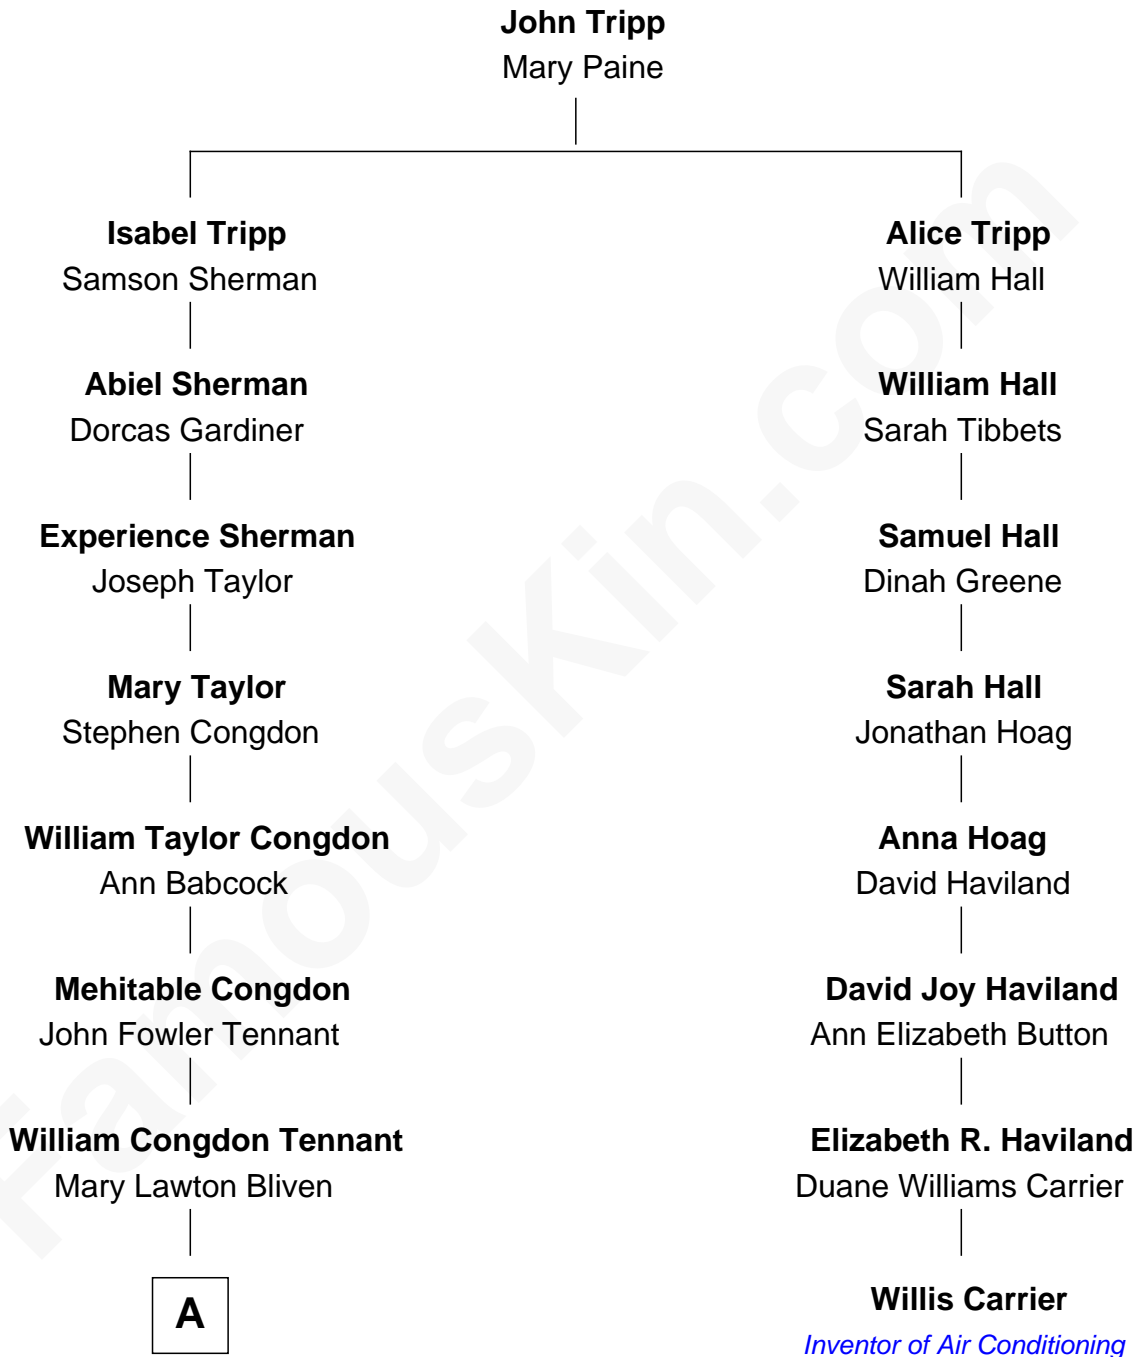 John Tripp
Mary Paine
Isabel Tripp
Samson Sherman
Abiel Sherman
Dorcas Gardiner
Experience Sherman
Joseph Taylor
Mary Taylor
Stephen Congdon
William Taylor Congdon
Ann Babcock
Mehitable Congdon
John Fowler Tennant
William Congdon Tennant
Mary Lawton Bliven
A
Alice Tripp
William Hall
William Hall
Sarah Tibbets
Samuel Hall
Dinah Greene
Sarah Hall
Jonathan Hoag
Anna Hoag
David Haviland
David Joy Haviland
Ann Elizabeth Button
Elizabeth R. Haviland
Duane Williams Carrier
Willis Carrier
Inventor of Air Conditioning
FamousKin.com